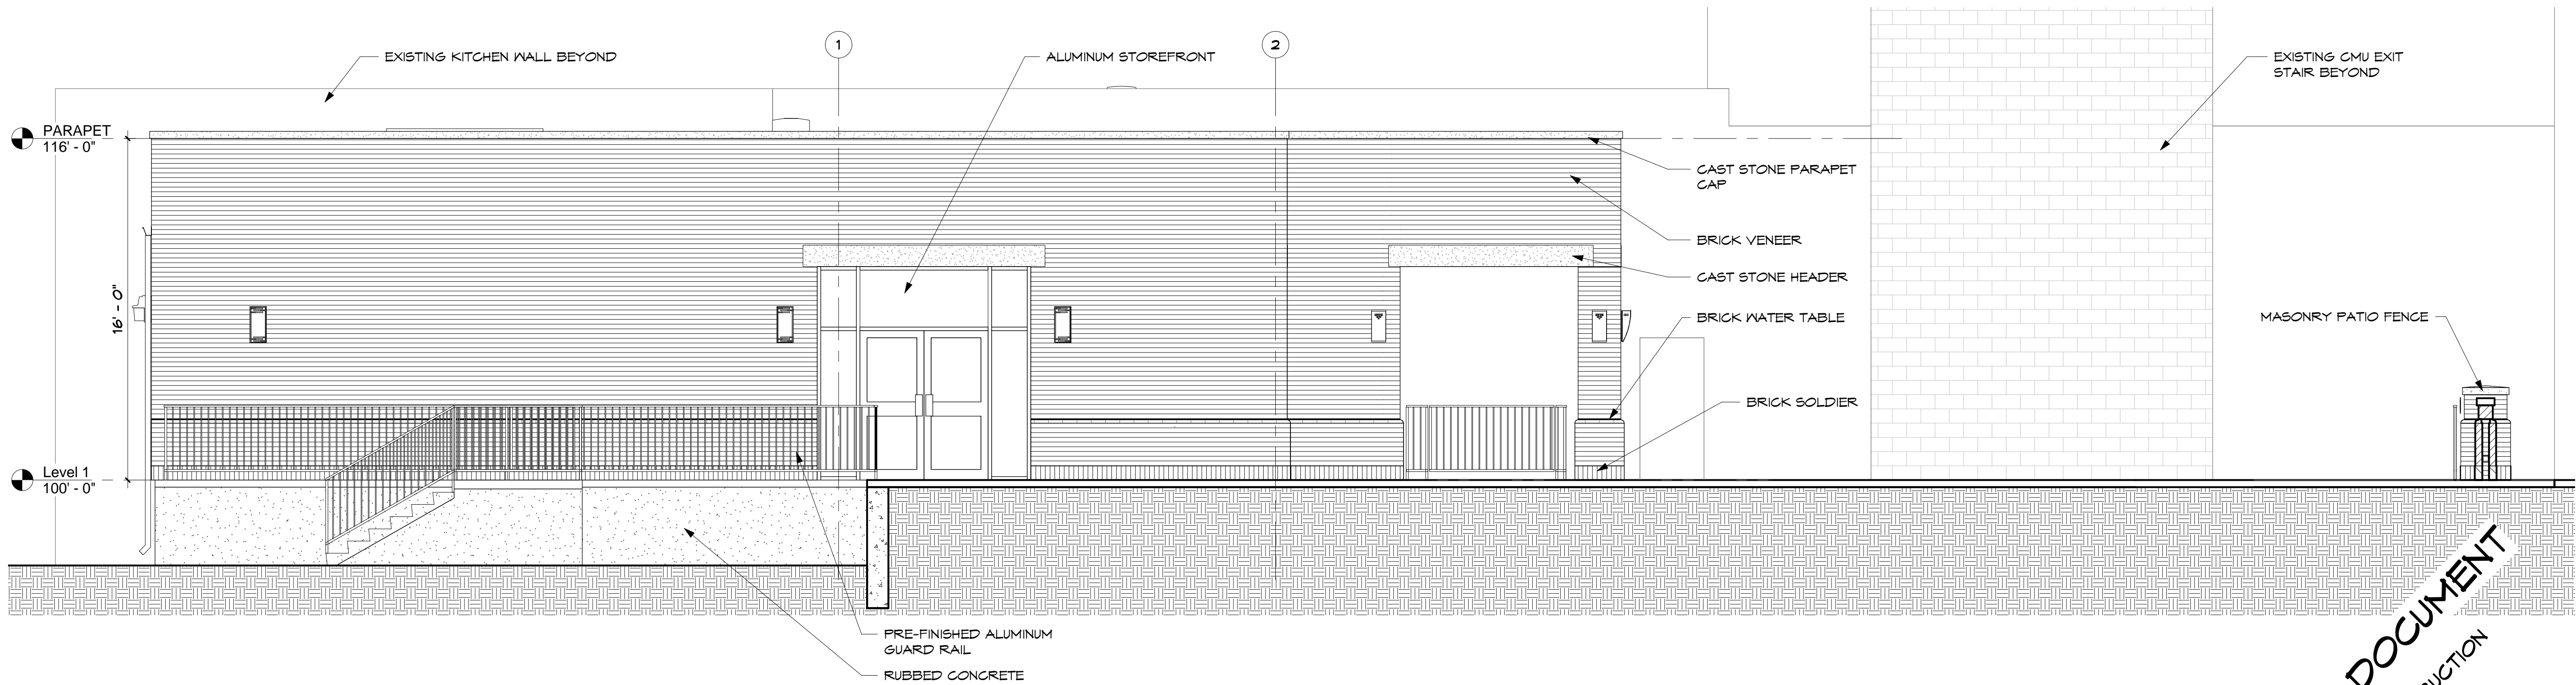 1
2
EXISTING KITCHEN WALL BEYOND
ALUMINUM STOREFRONT
EXISTING CMU EXIT
STAIR BEYOND
PARAPET
116' - 0"
CAST STONE PARAPET
CAP
BRICK VENEER
CAST STONE HEADER
16' - 0"
BRICK WATER TABLE
MASONRY PATIO FENCE
BRICK SOLDIER
Level 1
100' - 0"
PRE-FINISHED ALUMINUM
GUARD RAIL
RUBBED CONCRETE
DOCUMENT